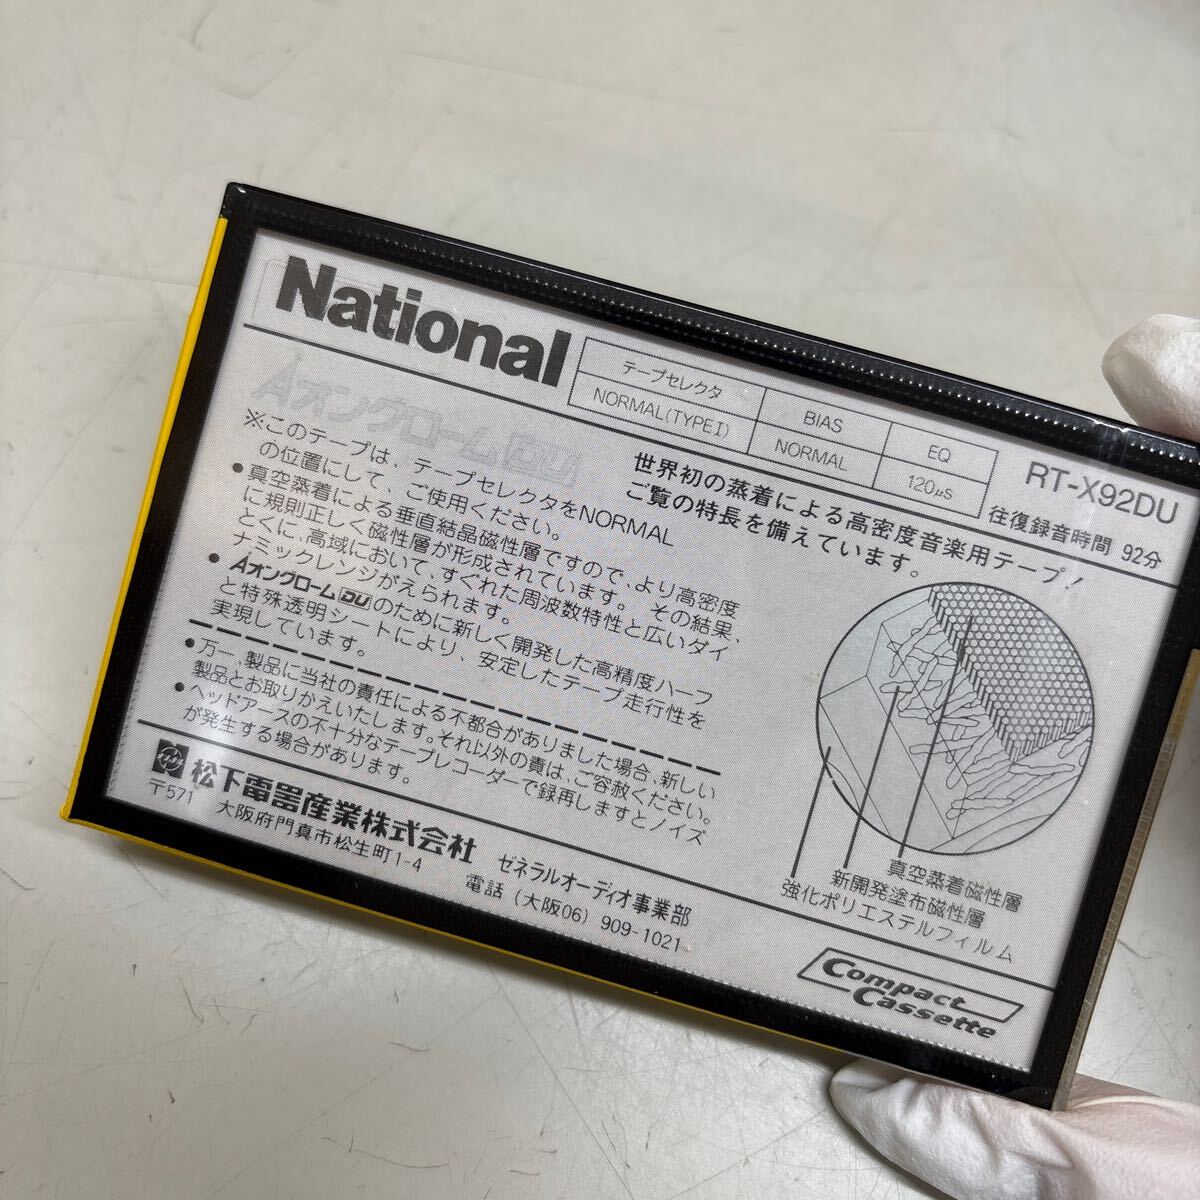 National
テープセレクタ
BIAS
EQ
NORMAL(TYPEI)
NORMAL
120μS
RT-X92DU
往復録音時間 92分
Åオングローム DU
世界初の蒸着による高密度音楽用テープ!
ご覧の特長を備えています。
※このテープは、テープセレクタをNORMAL
の位置にして、ご使用ください。
●真空蒸着による垂直結晶磁性層ですので、より高密度
に規則正しく磁性層が形成されています。その結果、
とくに、高域において、すぐれた周波数特性と広いダイ
ナミックレンジがえられます。
●Åオングローム DUのために新しく開発した高精度ハーフ
と特殊透明シートにより、安定したテープ走行性を
実現しています。
●万一、製品に当社の責任による不都合がありました場合、新しい
製品とお取りかえいたします。それ以外の責は、ご容赦ください。
●ヘッドアースの不十分なテープレコーダーで録再しますとノイズ
が発生する場合があります。
松下電器産業株式会社 ゼネラルオーディオ事業部
〒571 大阪府門真市松生町1-4 電話(大阪06)909-1021
真空蒸着磁性層
新開発塗布磁性層
強化ポリエステルフィルム
Compact
Cassette